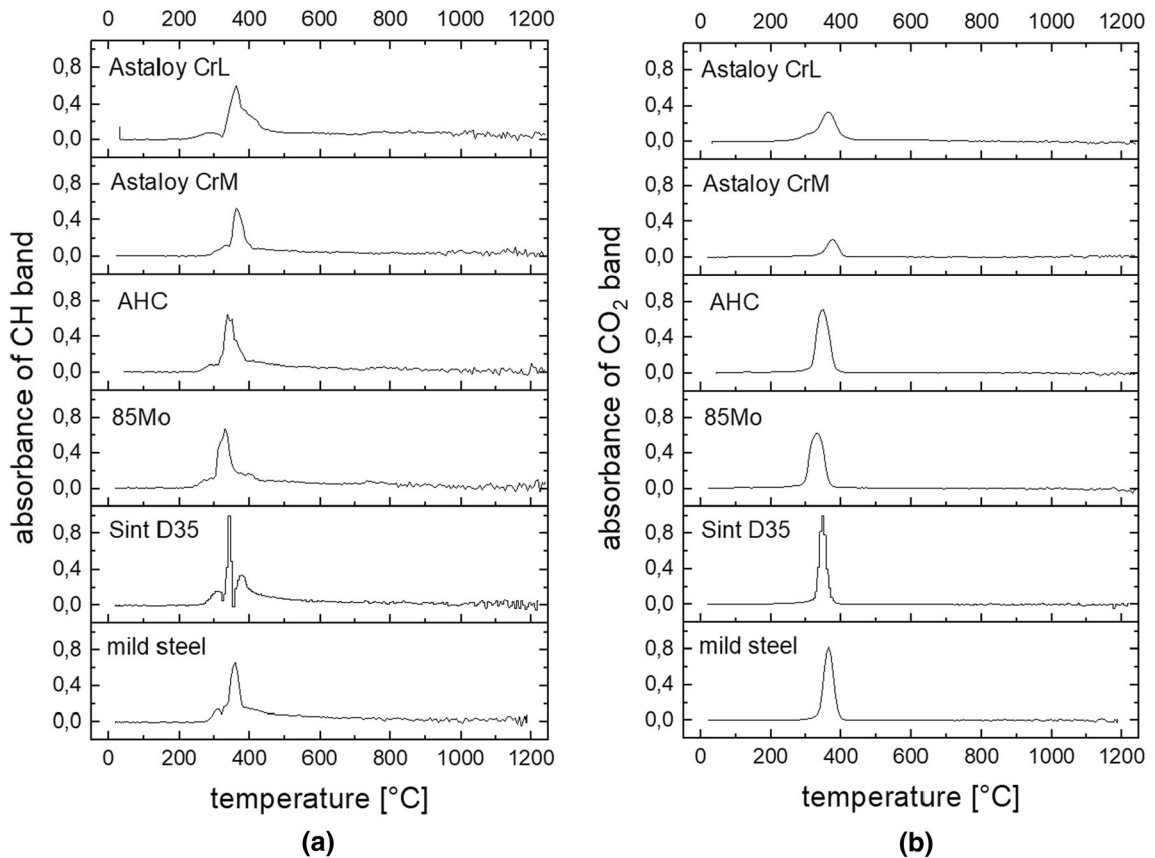 0 200 400 600 800 1000 1200
absorbance of CH band
0,8
0,4
0,0
Astaloy CrL
0,8
0,4
0,0
Astaloy CrM
0,8
0,4
0,0
AHC
0,8
0,4
0,0
85Mo
0,8
0,4
0,0
Sint D35
0,8
0,4
0,0
mild steel
0 200 400 600 800 1000 1200
temperature [°C]
(a)
0 200 400 600 800 1000 1200
absorbance of CO₂ band
0,8
0,4
0,0
Astaloy CrL
0,8
0,4
0,0
Astaloy CrM
0,8
0,4
0,0
AHC
0,8
0,4
0,0
85Mo
0,8
0,4
0,0
Sint D35
0,8
0,4
0,0
mild steel
0 200 400 600 800 1000 1200
temperature [°C]
(b)